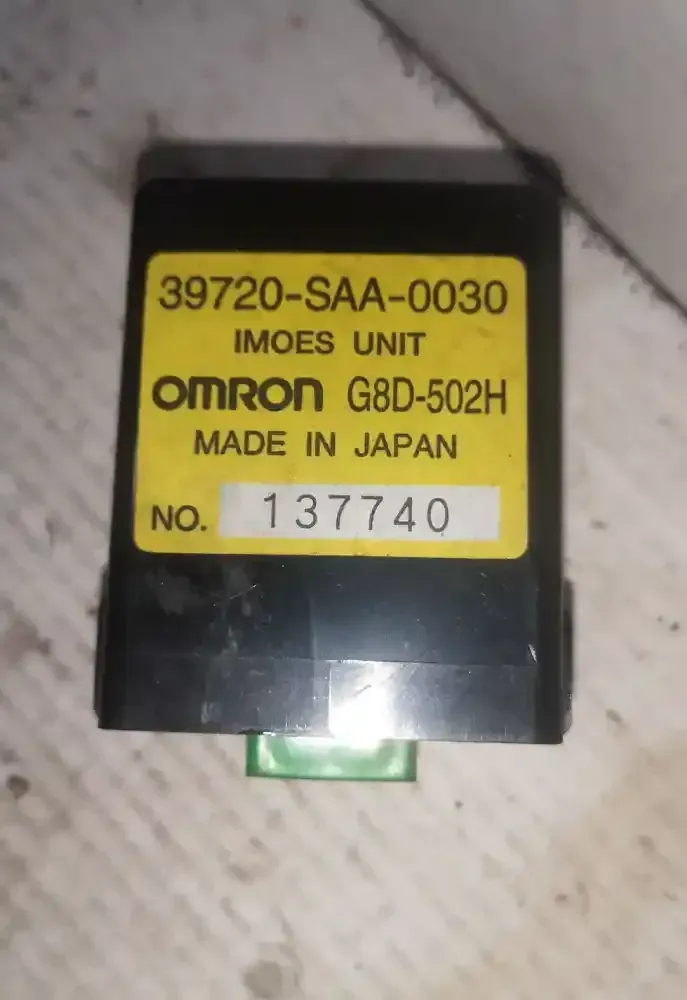 39720-SAA-0030
IMOES UNIT
OMRON G8D-502H
MADE IN JAPAN
NO. 137740